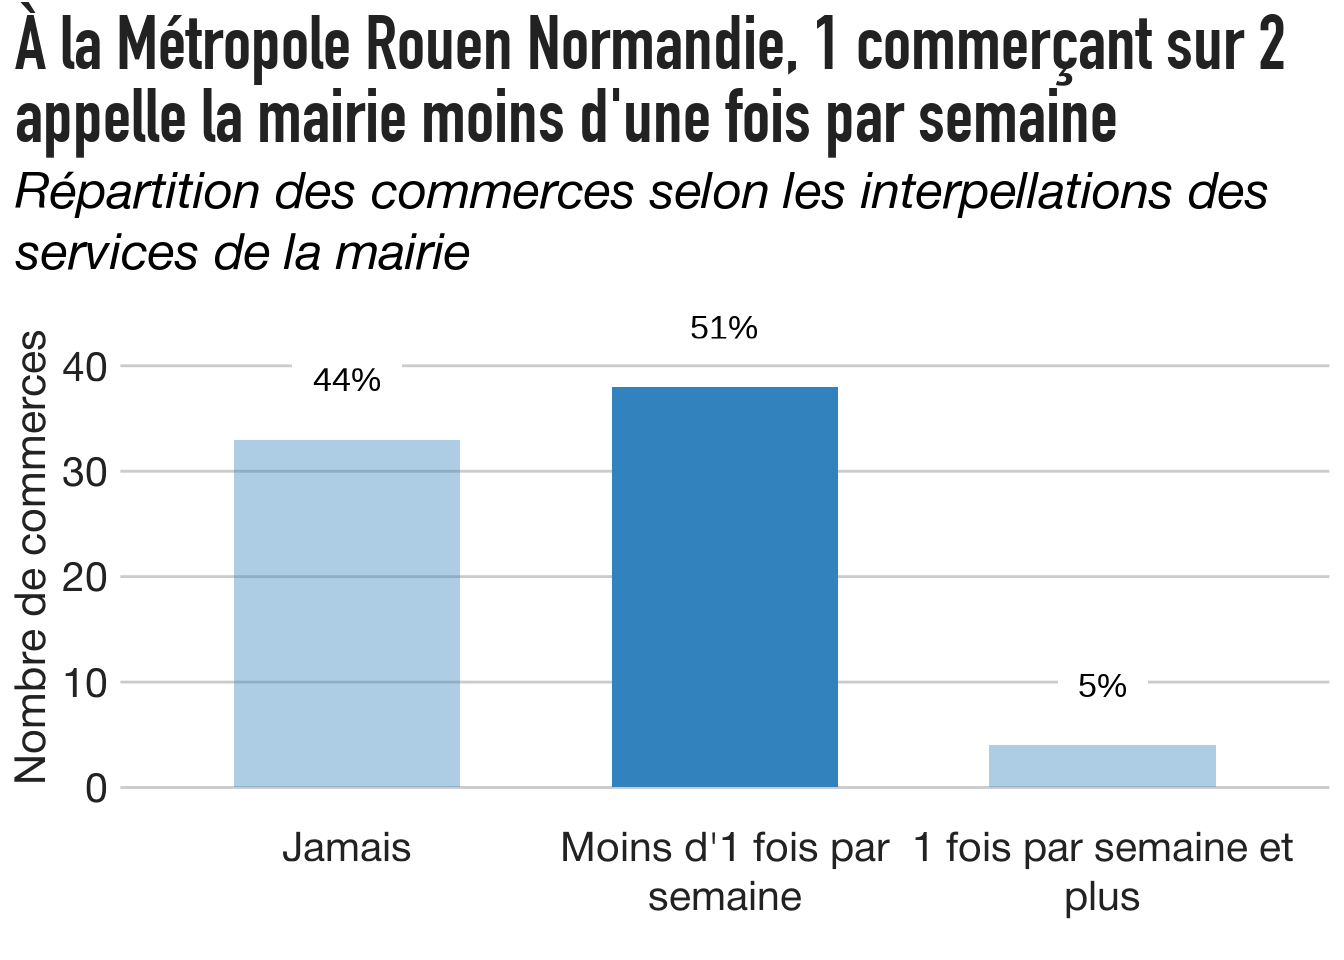 À la Métropole Rouen Normandie, 1 commerçant sur 2
appelle la mairie moins d'une fois par semaine
Répartition des commerces selon les interpellations des
services de la mairie
Nombre de commerces
40
30
20
10
0
44%
51%
5%
Jamais
Moins d'1 fois par
semaine
1 fois par semaine et
plus